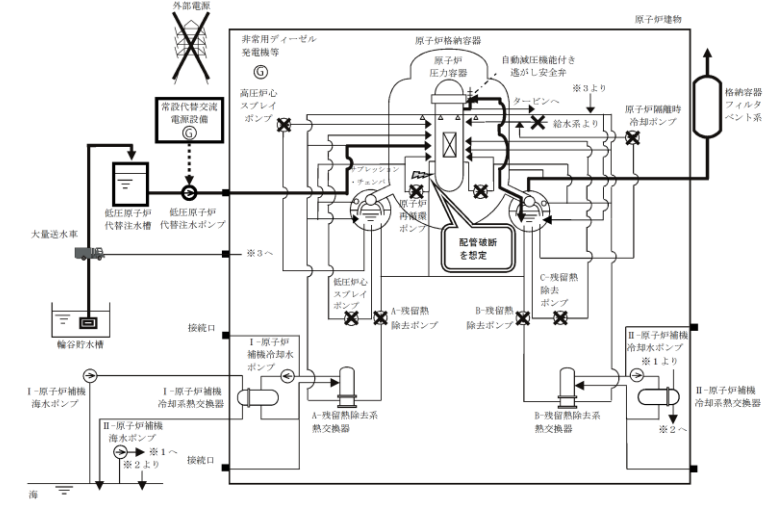 外部電源
原子炉建物
非常用ディーゼル
発電機等
G
原子炉格納容器
原子炉
圧力容器
自動減圧機能付き
逃がし安全弁
常設代替交流
電源設備
G
高圧炉心
スプレイ
ポンプ
タービンへ
※3より
給水系より
原子炉隔離時
冷却ポンプ
格納容器
フィルタ
ベント系
サプレッション
・チェンバ
低圧原子炉
代替注水槽
低圧原子炉
代替注水ポンプ
原子炉
再循環
ポンプ
配管破断
を想定
大量送水車
※3へ
低圧炉心
スプレイ
ポンプ
A-残留熱
除去ポンプ
B-残留熱
除去ポンプ
C-残留熱
除去
ポンプ
輪谷貯水槽
接続口
Ⅰ-原子炉
補機冷却水
ポンプ
Ⅱ-原子炉補機
冷却水ポンプ
※1より
Ⅰ-原子炉補機
海水ポンプ
Ⅰ-原子炉補機
冷却系熱交換器
A-残留熱除去系
熱交換器
B-残留熱除去系
熱交換器
Ⅱ-原子炉補機
冷却系熱交換器
※2へ
Ⅱ-原子炉補機
海水ポンプ
※1へ
※2より
接続口
海